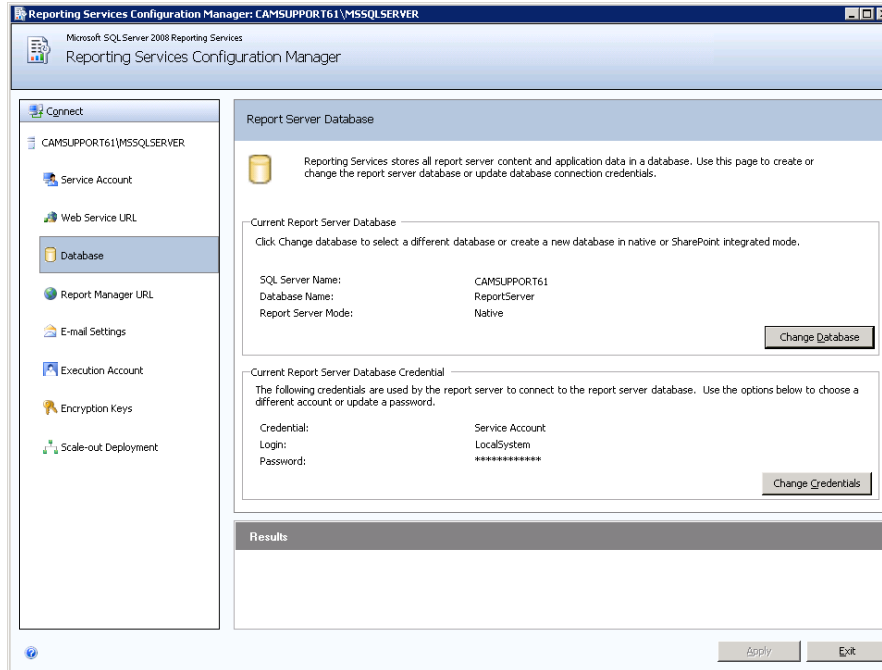 Reporting Services Configuration Manager: CAMSUPPORT61\MSSQLSERVER
Microsoft SQL Server 2008 Reporting Services
Reporting Services Configuration Manager
Connect
CAMSUPPORT61\MSSQLSERVER
Service Account
Web Service URL
Database
Report Manager URL
E-mail Settings
Execution Account
Encryption Keys
Scale-out Deployment
Report Server Database
Reporting Services stores all report server content and application data in a database. Use this page to create or
change the report server database or update database connection credentials.
Current Report Server Database
Click Change database to select a different database or create a new database in native or SharePoint integrated mode.
SQL Server Name: CAMSUPPORT61
Database Name: ReportServer
Report Server Mode: Native
Change Database
Current Report Server Database Credential
The following credentials are used by the report server to connect to the report server database. Use the options below to choose a
different account or update a password.
Credential: Service Account
Login: LocalSystem
Password: ************
Change Credentials
Results
Apply
Exit